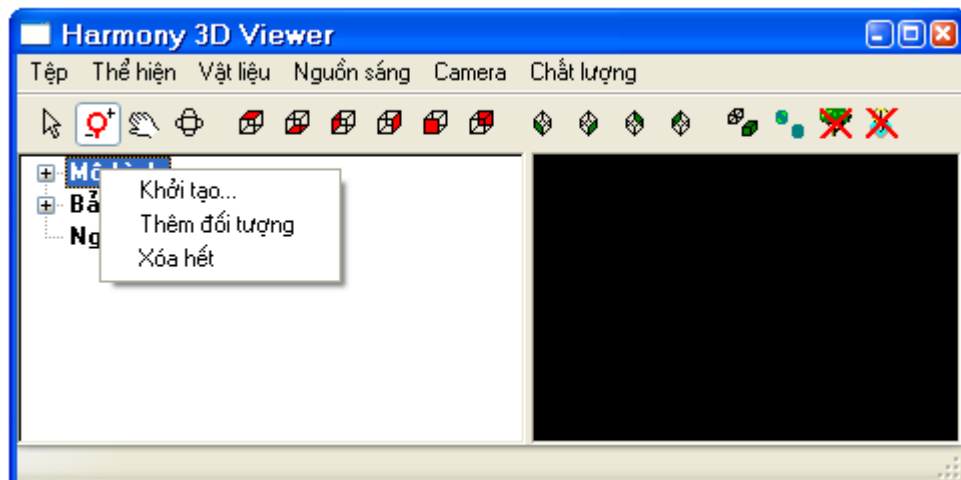 Harmony 3D Viewer
Tệp Thể hiện Vật liệu Nguồn sáng Camera Chất lượng
Khởi tạo...
Thêm đối tượng
Xóa hết